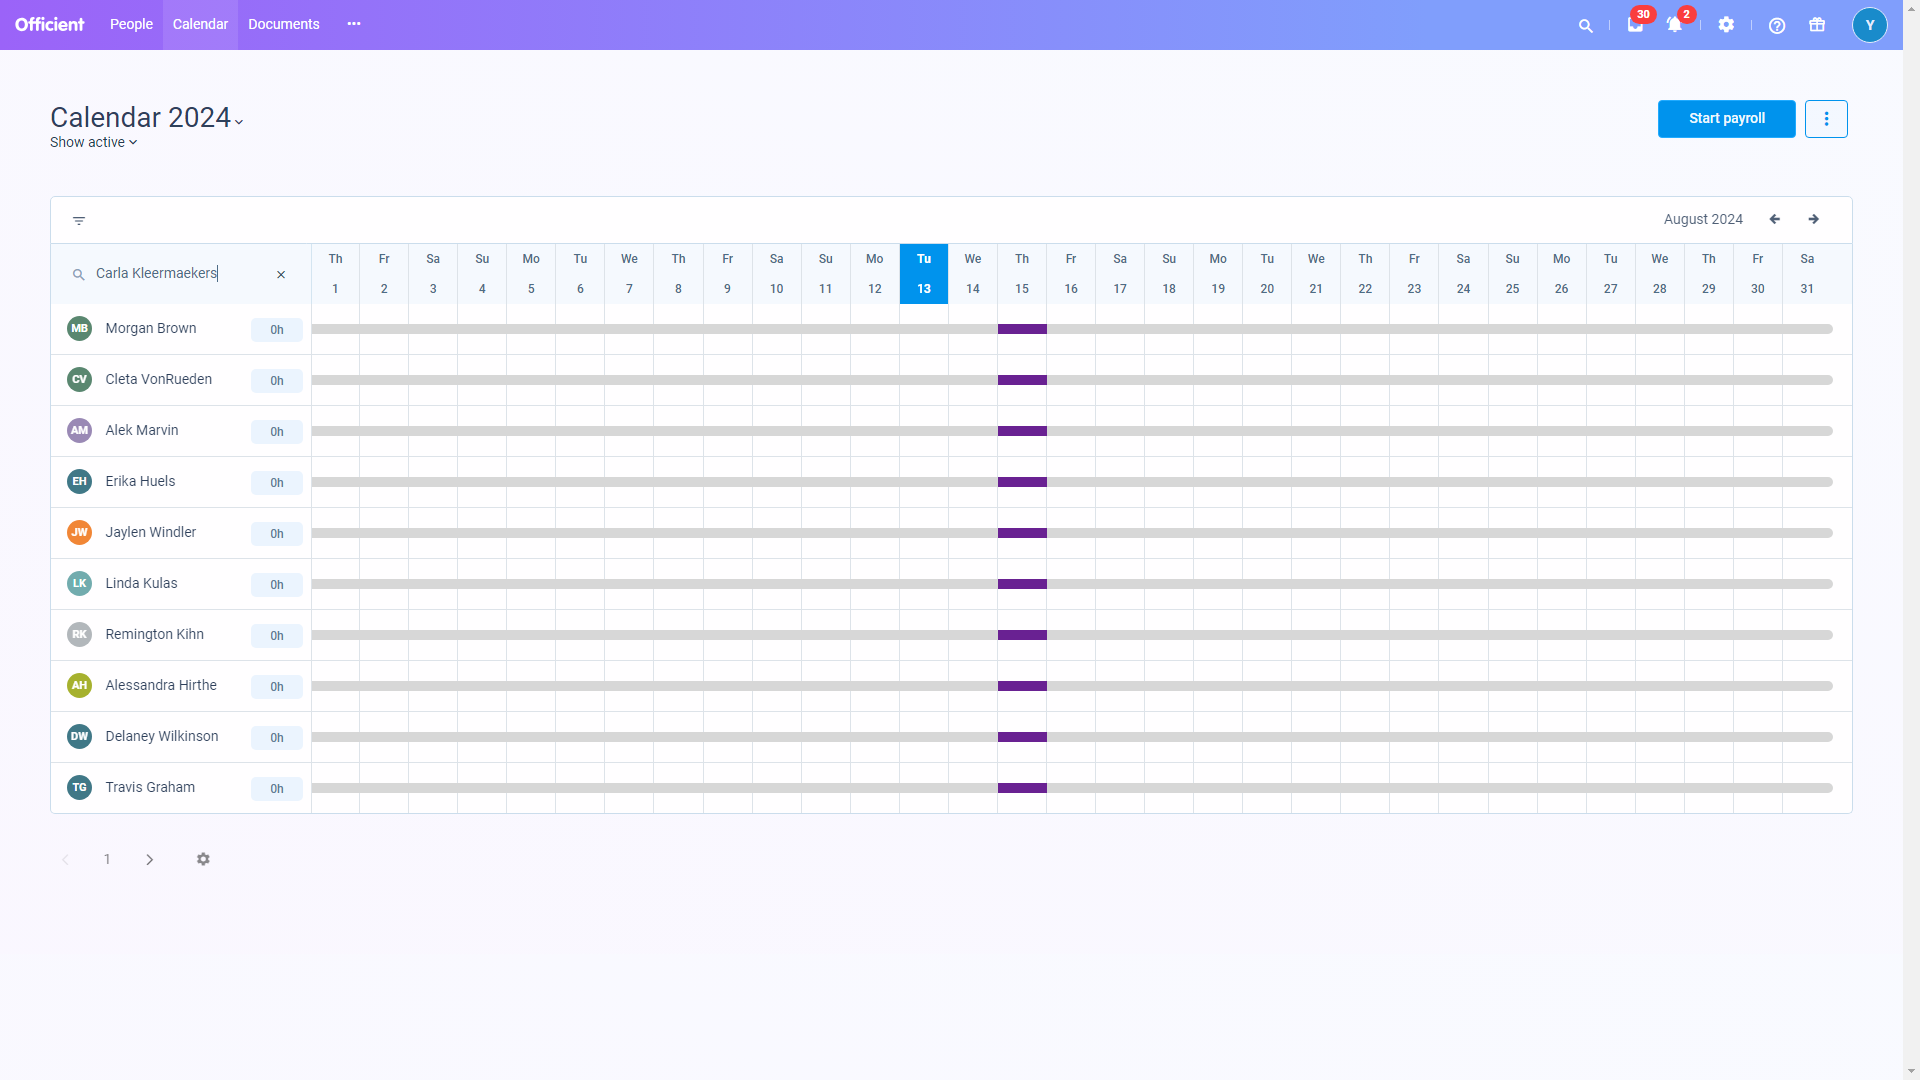 Officient People Calendar Documents ••• 30 2 Y
Calendar 2024
Show active
Start payroll
August 2024
Carla Kleermaekers
Th Fr Sa Su Mo Tu We Th Fr Sa Su Mo Tu We Th Fr Sa Su Mo Tu We Th Fr Sa Su Mo Tu We Th Fr Sa
1 2 3 4 5 6 7 8 9 10 11 12 13 14 15 16 17 18 19 20 21 22 23 24 25 26 27 28 29 30 31
MB Morgan Brown 0h
CV Cleta VonRueden 0h
AM Alek Marvin 0h
EH Erika Huels 0h
JW Jaylen Windler 0h
LK Linda Kulas 0h
RK Remington Kihn 0h
AH Alessandra Hirthe 0h
DW Delaney Wilkinson 0h
TG Travis Graham 0h
1